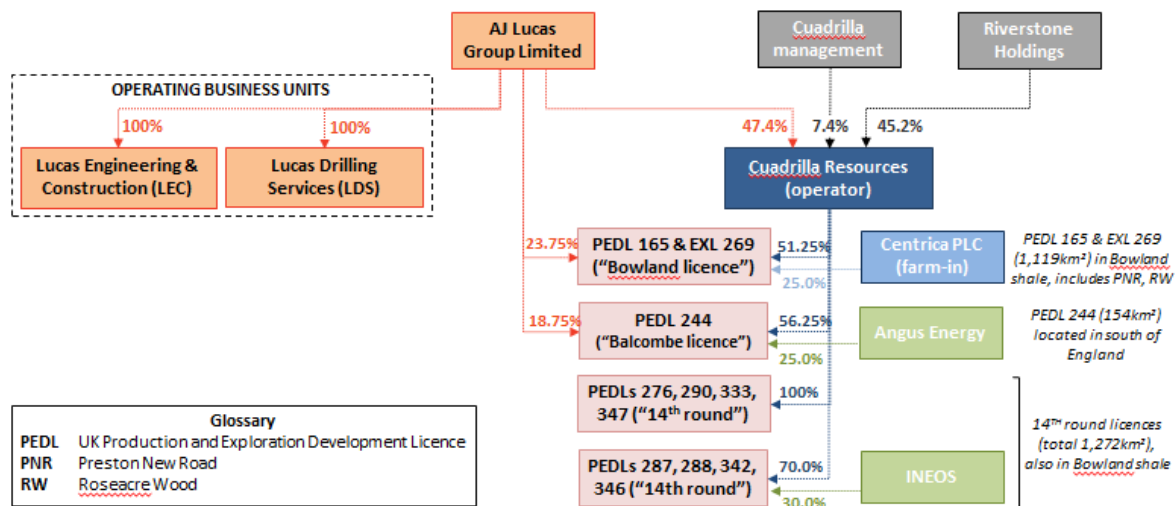 AJ Lucas
Group Limited
Cuadrilla
management
Riverstone
Holdings
OPERATING BUSINESS UNITS
100%
100%
47.4%
7.4%
45.2%
Lucas Engineering &
Construction (LEC)
Lucas Drilling
Services (LDS)
Cuadrilla Resources
(operator)
23.75%
PEDL 165 & EXL 269
("Bowland licence")
51.25%
25.0%
Centrica PLC
(farm-in)
PEDL 165 & EXL 269
(1,119km²) in Bowland
shale, includes PNR, RW
18.75%
PEDL 244
("Balcombe licence")
56.25%
25.0%
Angus Energy
PEDL 244 (154km²)
located in south of
England
PEDLs 276, 290, 333,
347 ("14th round")
100%
14TH round licences
(total 1,272km²),
also in Bowland shale
PEDLs 287, 288, 342,
346 ("14th round")
70.0%
30.0%
INEOS
Glossary
PEDL UK Production and Exploration Development Licence
PNR Preston New Road
RW Roseacre Wood